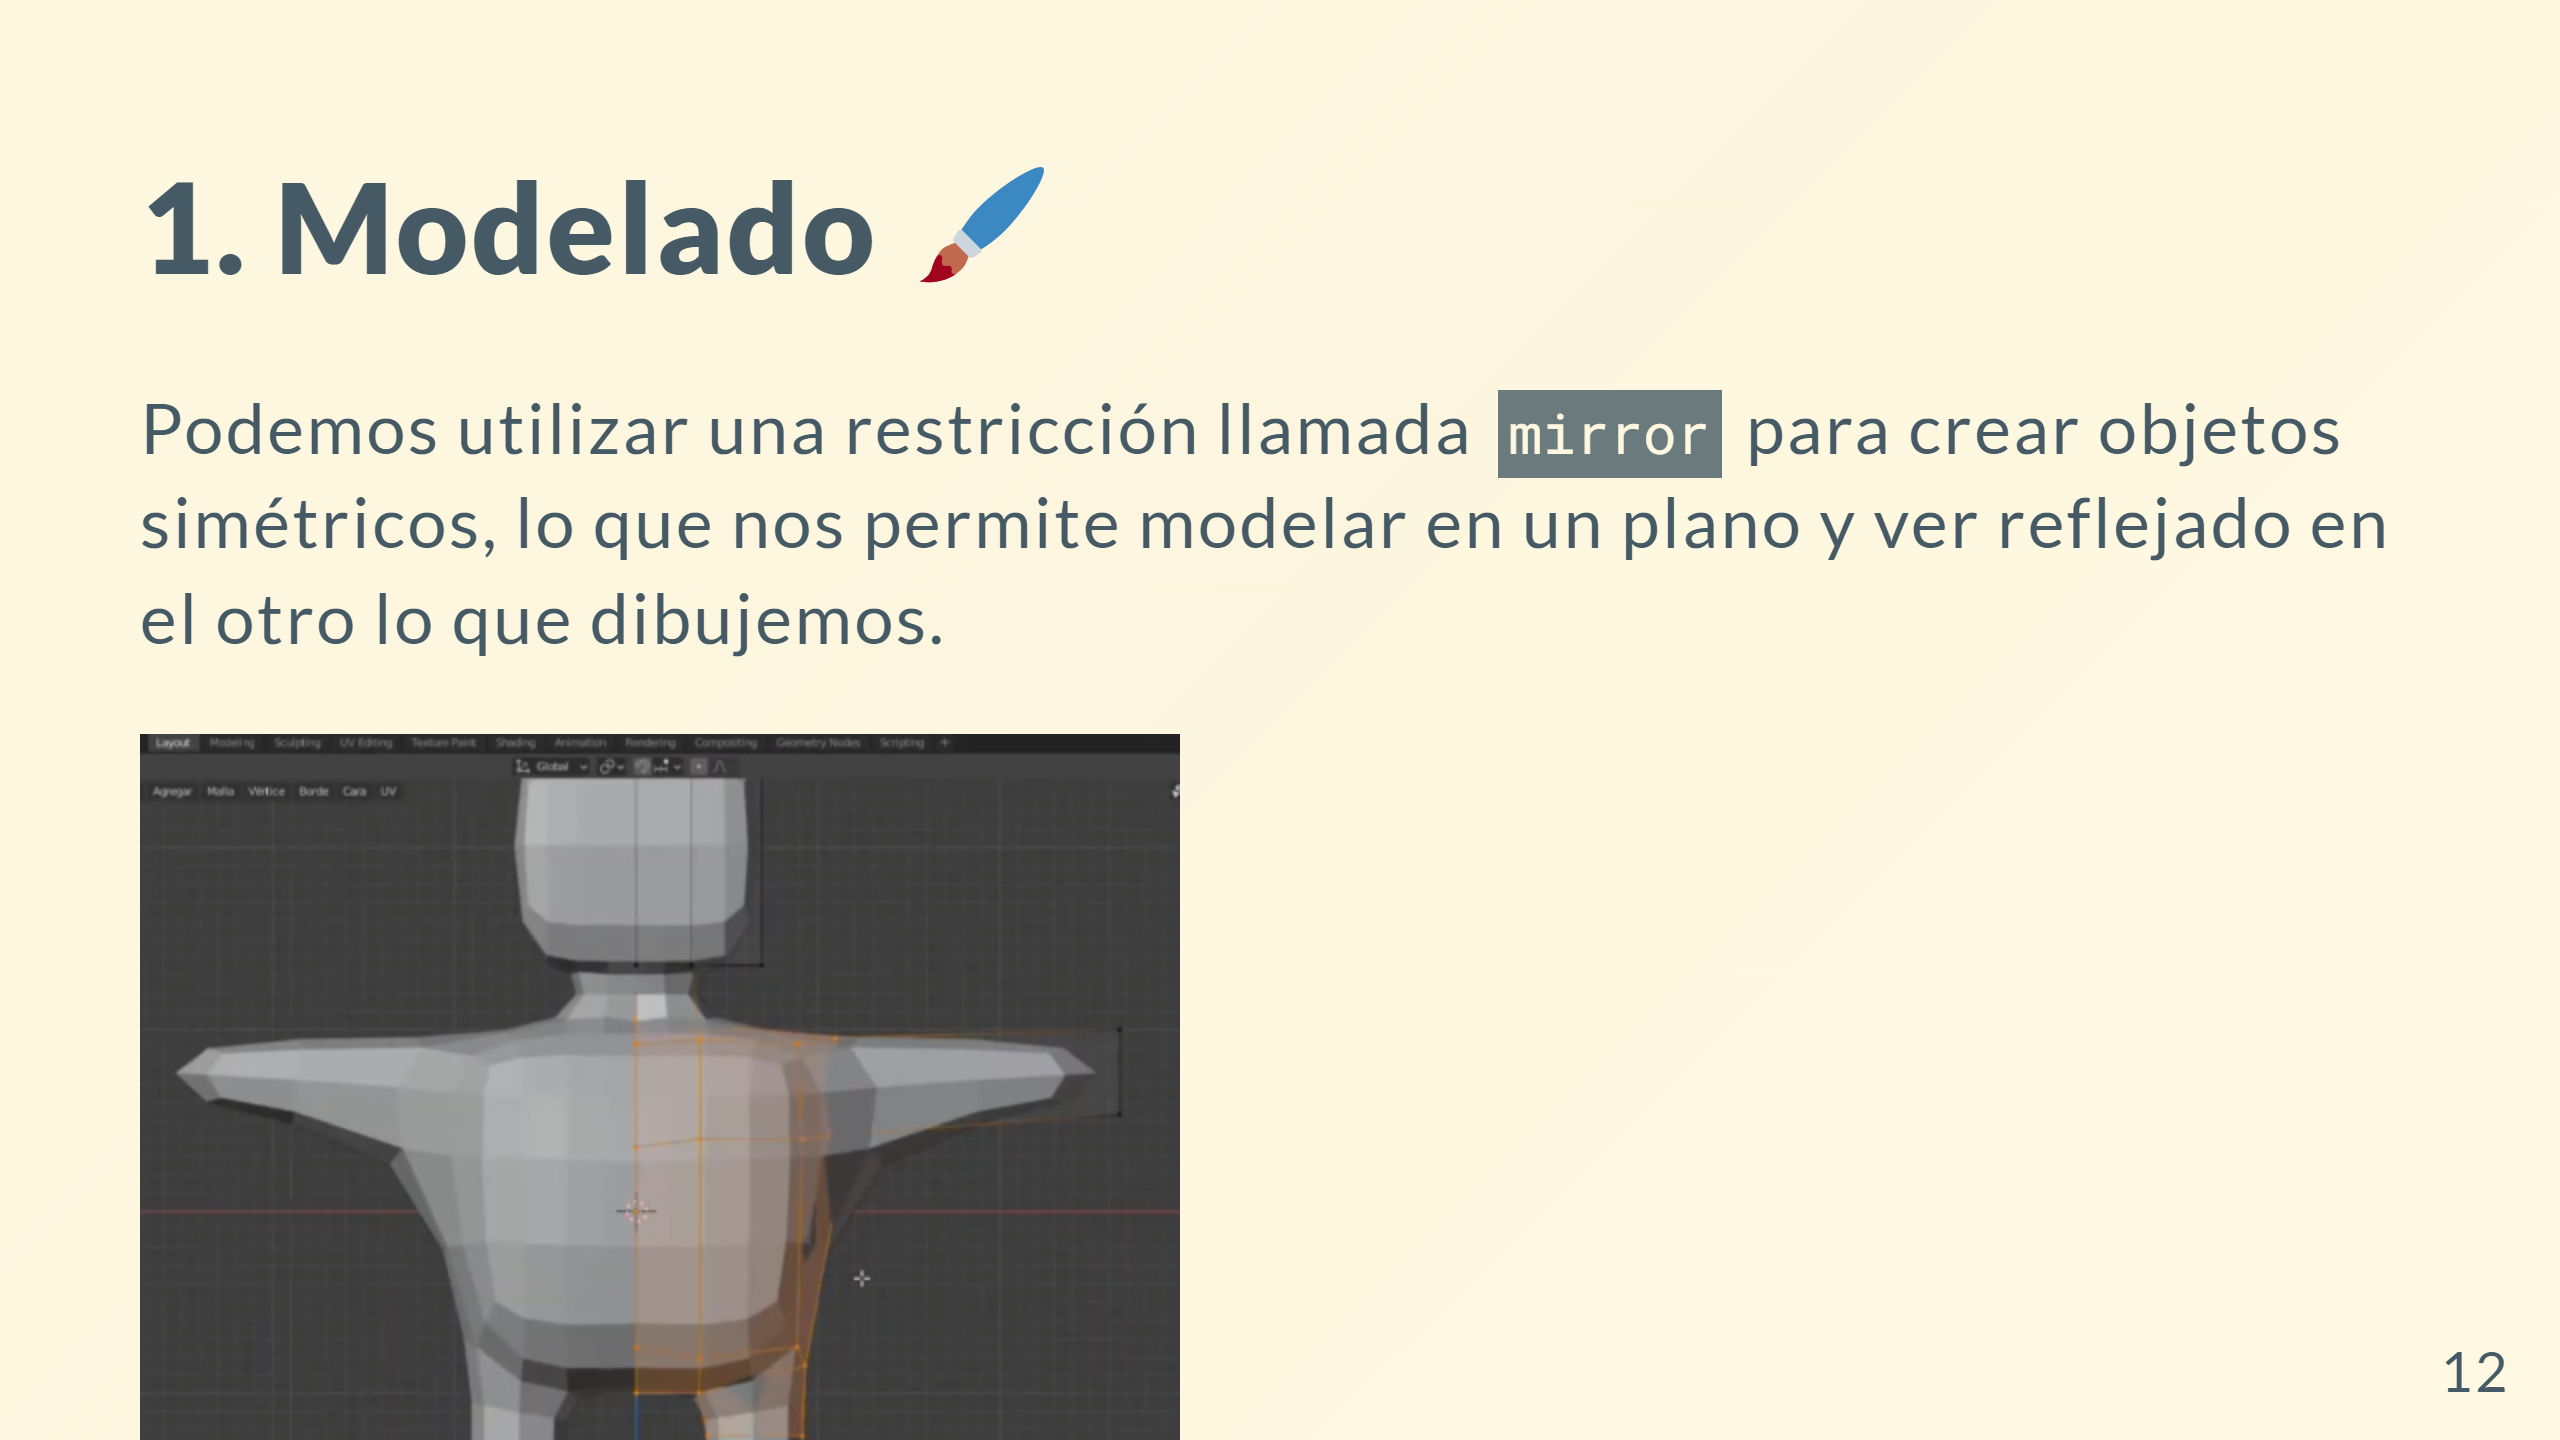 1. Modelado
Podemos utilizar una restricción llamada mirror para crear objetos
simétricos, lo que nos permite modelar en un plano y ver reflejado en
el otro lo que dibujemos.
Layout Modeling Sculpting UV Editing Texture Paint Shading Animation Rendering Compositing Geometry Nodes Scripting +
Global
Agregar Malla Vértice Borde Cara UV
12